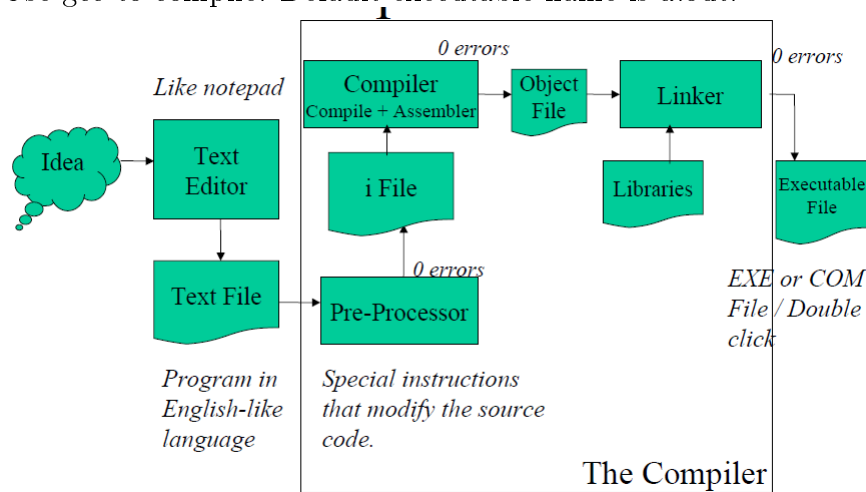 0 errors
0 errors
Like notepad
Compiler
Compile + Assembler
Object
File
Linker
Idea
Text
Editor
i File
Libraries
Executable
File
0 errors
Text File
Pre-Processor
EXE or COM
File / Double
click
Program in
English-like
language
Special instructions
that modify the source
code.
The Compiler